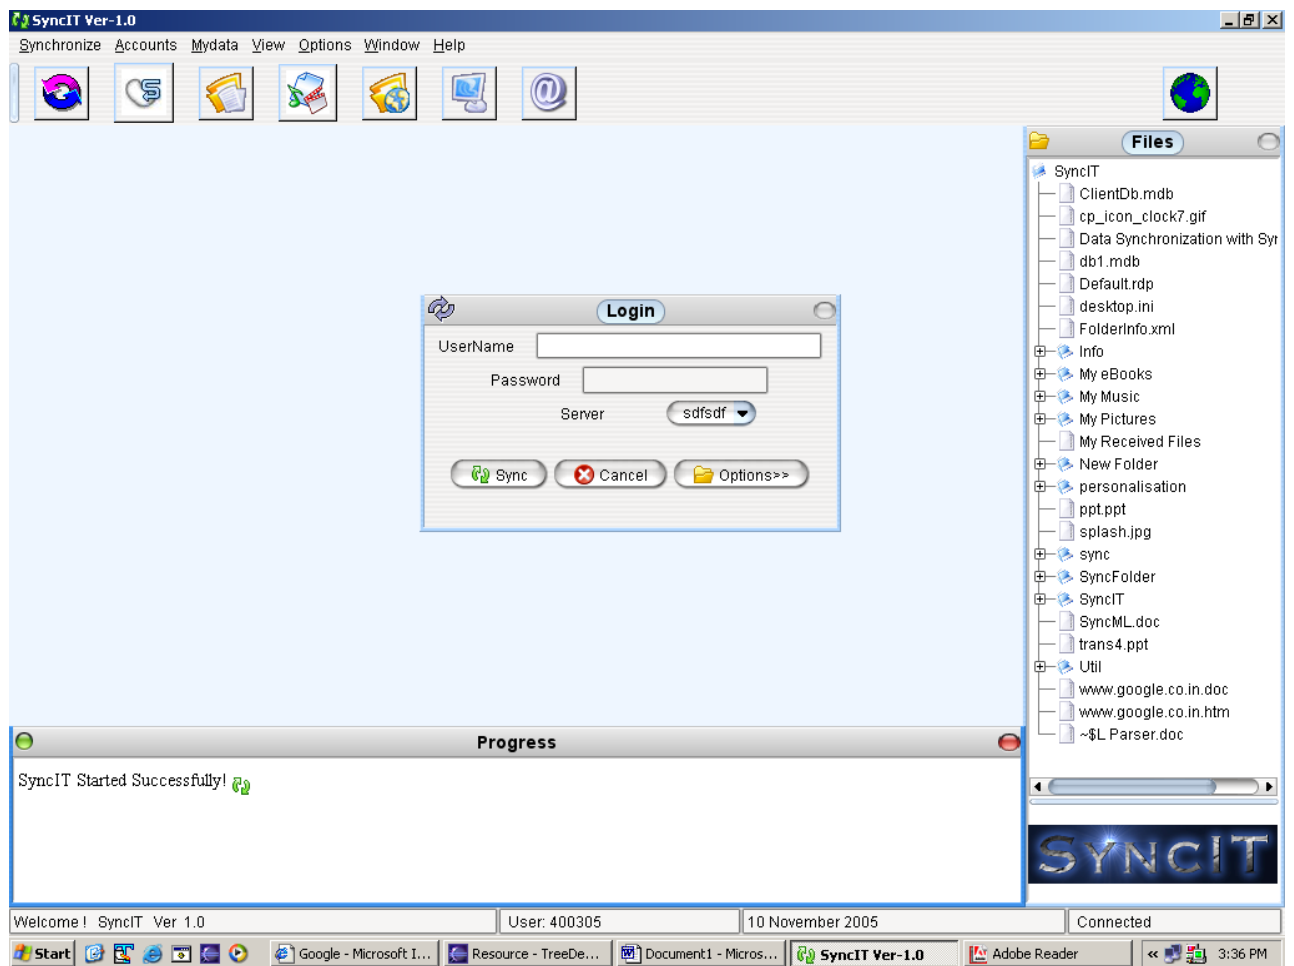 SyncIT Ver-1.0
Synchronize Accounts Mydata View Options Window Help
Files
SyncIT
ClientDb.mdb
cp_icon_clock7.gif
Data Synchronization with Syr
db1.mdb
Default.rdp
desktop.ini
FolderInfo.xml
Info
My eBooks
My Music
My Pictures
My Received Files
New Folder
personalisation
ppt.ppt
splash.jpg
sync
SyncFolder
SyncIT
SyncML.doc
trans4.ppt
Util
www.google.co.in.doc
www.google.co.in.htm
~$L Parser.doc
Login
UserName
Password
Server sdfsdf
Sync Cancel Options>>
Progress
SyncIT Started Successfully!
SYNCIT
Welcome ! SyncIT Ver 1.0 User: 400305 10 November 2005 Connected
Start Google - Microsoft I... Resource - TreeDe... Document1 - Micros... SyncIT Ver-1.0 Adobe Reader « 3:36 PM